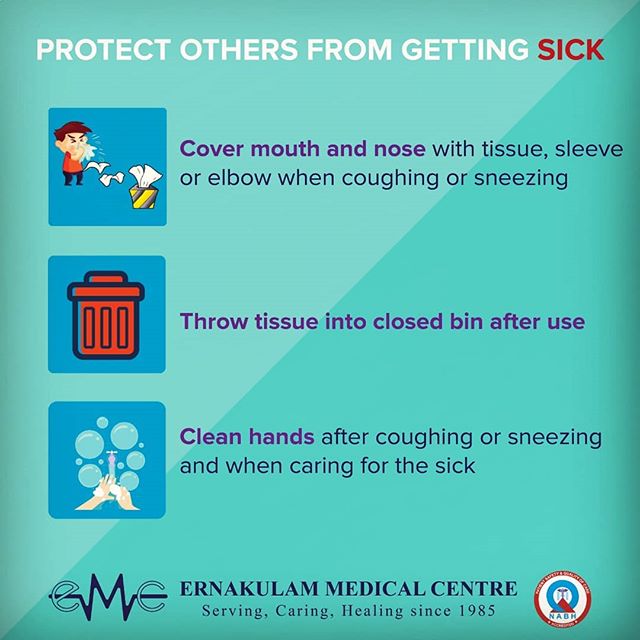 PROTECT OTHERS FROM GETTING SICK
Cover mouth and nose with tissue, sleeve
or elbow when coughing or sneezing
Throw tissue into closed bin after use
Clean hands after coughing or sneezing
and when caring for the sick
eMc
ERNAKULAM MEDICAL CENTRE
Serving, Caring, Healing since 1985
NABH